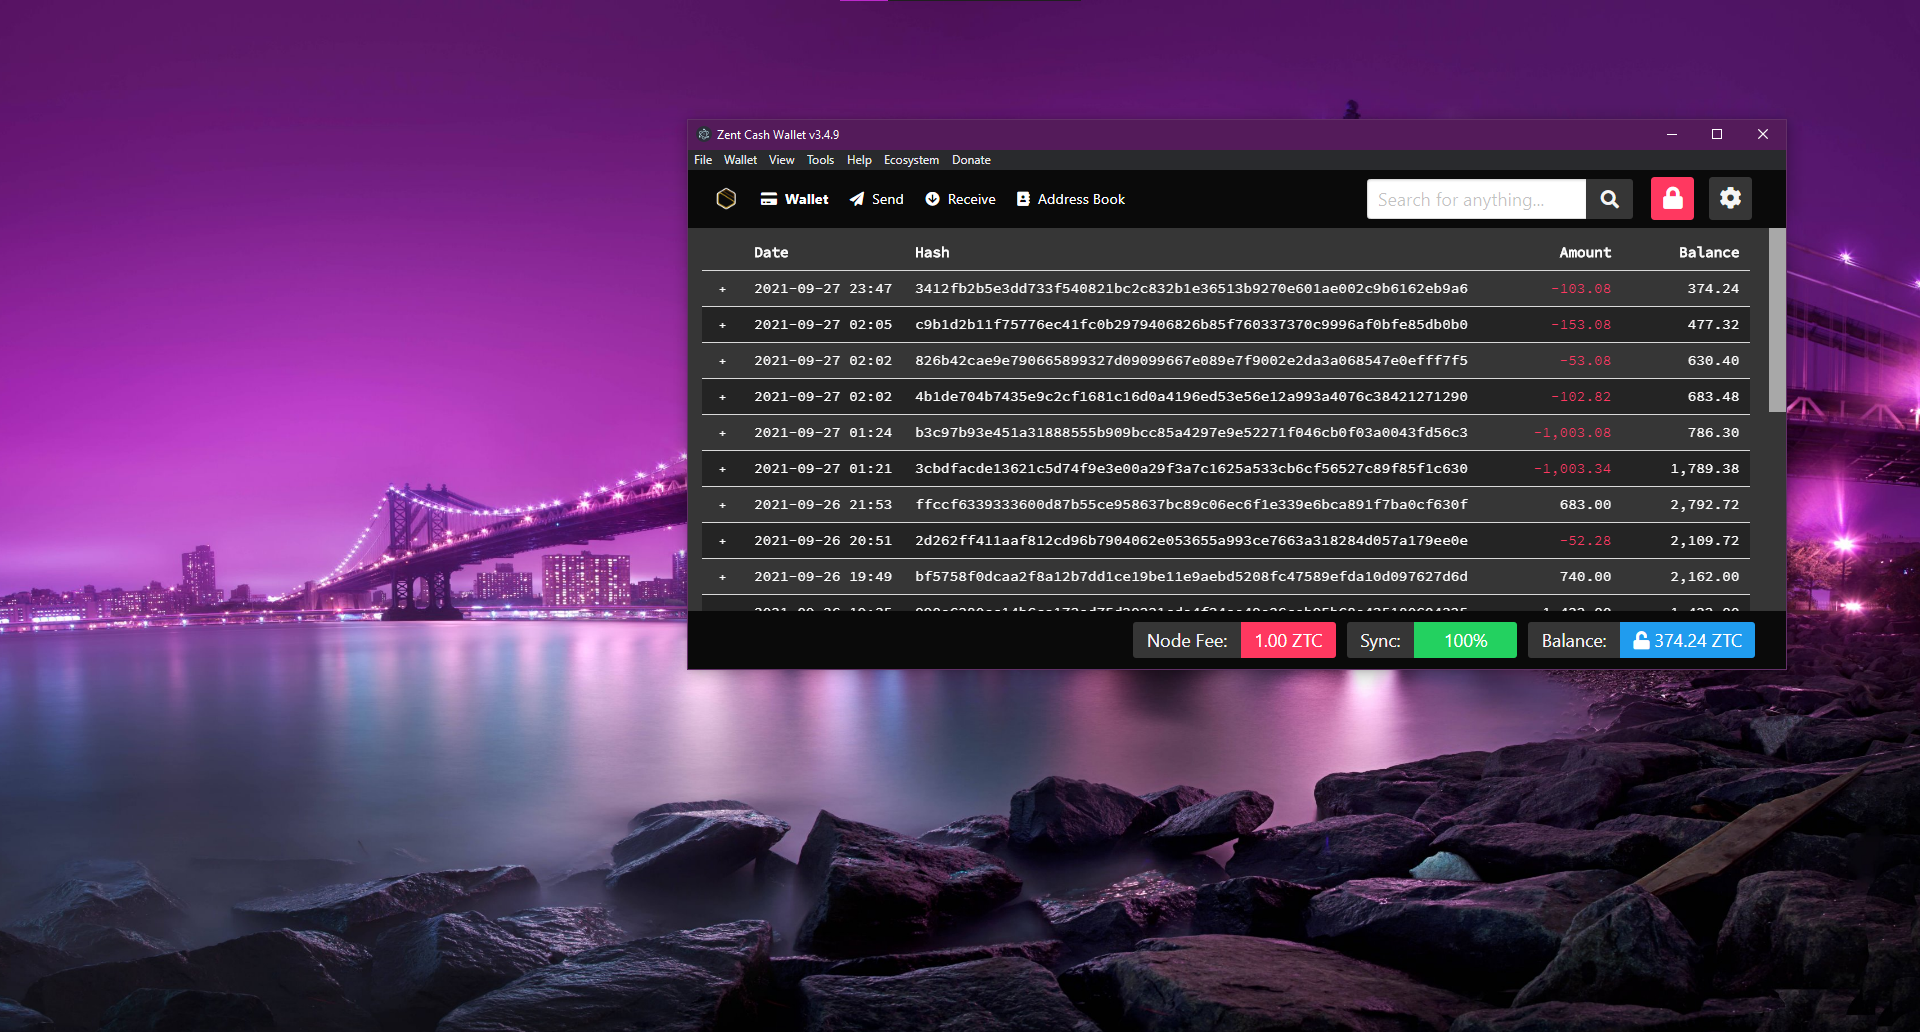 Zent Cash Wallet v3.4.9
File Wallet View Tools Help Ecosystem Donate
Wallet Send Receive Address Book Search for anything...
Date Hash Amount Balance
+ 2021-09-27 23:47 3412fb2b5e3dd733f540821bc2c832b1e36513b9270e601ae002c9b6162eb9a6 -103.08 374.24
+ 2021-09-27 02:05 c9b1d2b11f75776ec41fc0b2979406826b85f760337370c9996af0bfe85db0b0 -153.08 477.32
+ 2021-09-27 02:02 826b42cae9e790665899327d09099667e089e7f9002e2da3a068547e0efff7f5 -53.08 630.40
+ 2021-09-27 02:02 4b1de704b7435e9c2cf1681c16d0a4196ed53e56e12a993a4076c38421271290 -102.82 683.48
+ 2021-09-27 01:24 b3c97b93e451a31888555b909bcc85a4297e9e52271f046cb0f03a0043fd56c3 -1,003.08 786.30
+ 2021-09-27 01:21 3cbdfacde13621c5d74f9e3e00a29f3a7c1625a533cb6cf56527c89f85f1c630 -1,003.34 1,789.38
+ 2021-09-26 21:53 ffccf6339333600d87b55ce958637bc89c06ec6f1e339e6bca891f7ba0cf630f 683.00 2,792.72
+ 2021-09-26 20:51 2d262ff411aaf812cd96b7904062e053655a993ce7663a318284d057a179ee0e -52.28 2,109.72
+ 2021-09-26 19:49 bf5758f0dcaa2f8a12b7dd1ce19be11e9aebd5208fc47589efda10d097627d6d 740.00 2,162.00
Node Fee: 1.00 ZTC Sync: 100% Balance: 374.24 ZTC